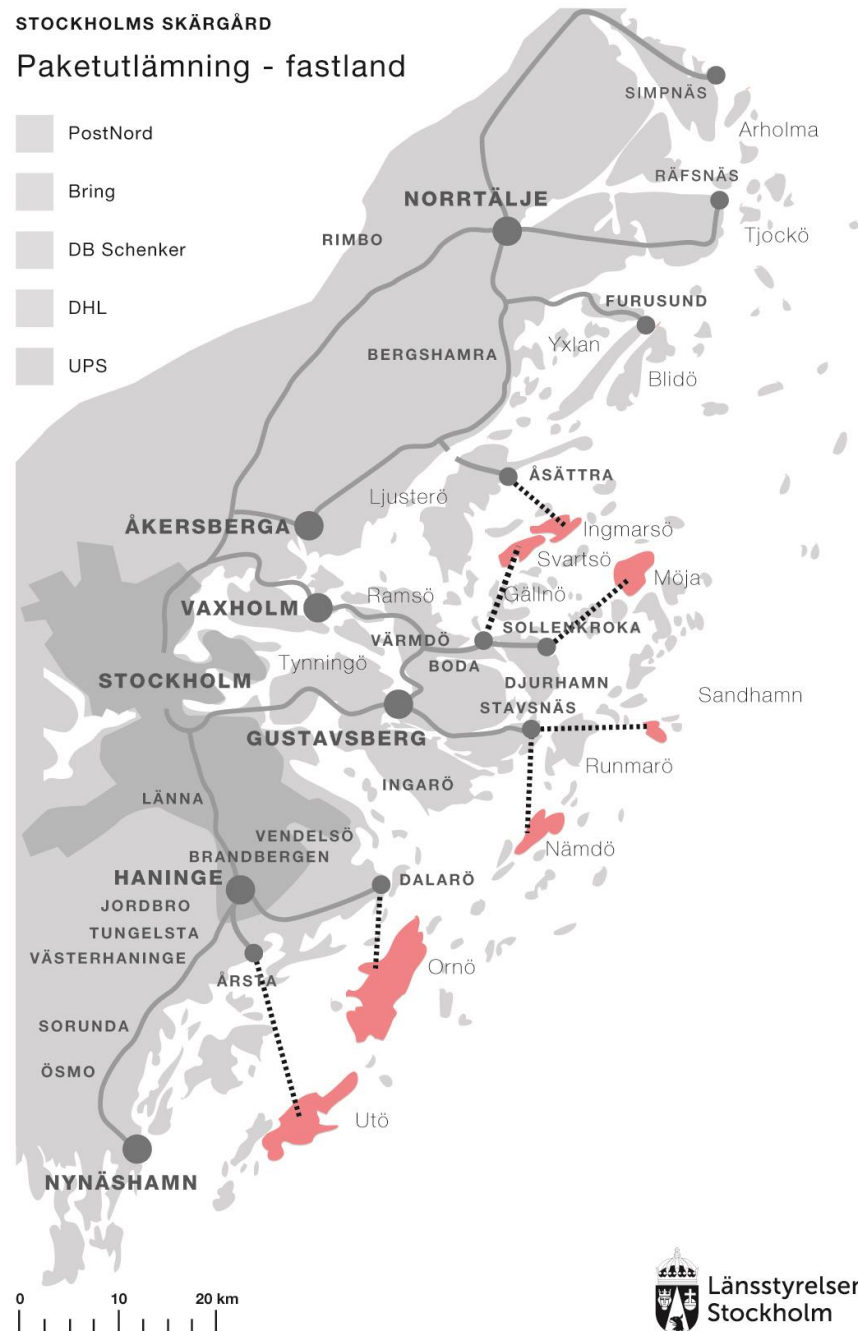 STOCKHOLMS SKÄRGÅRD
Paketutlämning - fastland
PostNord
Bring
DB Schenker
DHL
UPS
SIMPNÄS
Arholma
RÄFSNÄS
NORRTÄLJE
Tjockö
RIMBO
FURUSUND
Yxlan
BERGSHAMRA
Blidö
ÅSÄTTRA
Ljusterö
ÅKERSBERGA
Ingmarsö
Svartsö
Möja
Gällnö
Ramsö
VAXHOLM
SOLLENKROKA
VÄRMDÖ
BODA
Tynningö
STOCKHOLM
DJURHAMN
Sandhamn
STAVSNÄS
GUSTAVSBERG
Runmarö
INGARÖ
LÄNNA
VENDELSÖ
Nämdö
BRANDBERGEN
HANINGE
DALARÖ
JORDBRO
TUNGELSTA
VÄSTERHANINGE
Ornö
ÅRSTA
SORUNDA
ÖSMO
Utö
NYNÄSHAMN
0 10 20 km
Länsstyrelsen
Stockholm